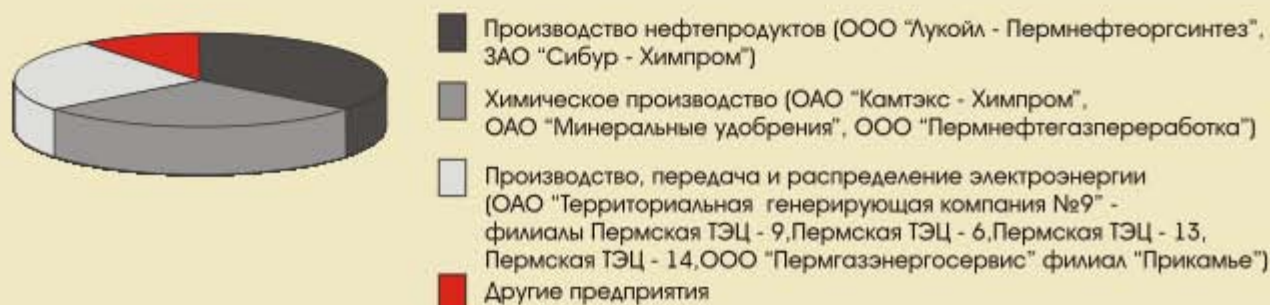 Производство нефтепродуктов (ООО "Лукойл - Пермнефтеоргсинтез",
ЗАО "Сибур - Химпром")
Химическое производство (ОАО "Камтэкс - Химпром",
ОАО "Минеральные удобрения", ООО "Пермнефтегазпереработка")
Производство, передача и распределение электроэнергии
(ОАО "Территориальная генерирующая компания №9" -
филиалы Пермская ТЭЦ - 9,Пермская ТЭЦ - 6,Пермская ТЭЦ - 13,
Пермская ТЭЦ - 14,ООО "Пермгазэнергосервис" филиал "Прикамье")
Другие предприятия